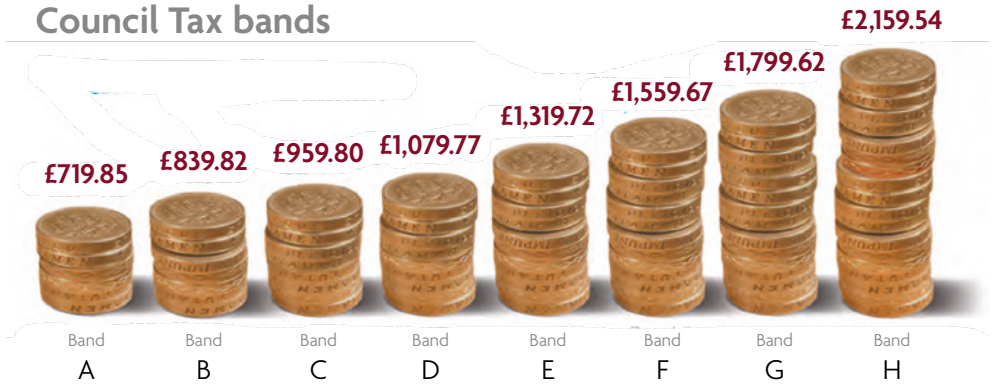 Council Tax bands
£719.85
£839.82
£959.80
£1,079.77
£1,319.72
£1,559.67
£1,799.62
£2,159.54
Band
A
Band
B
Band
C
Band
D
Band
E
Band
F
Band
G
Band
H